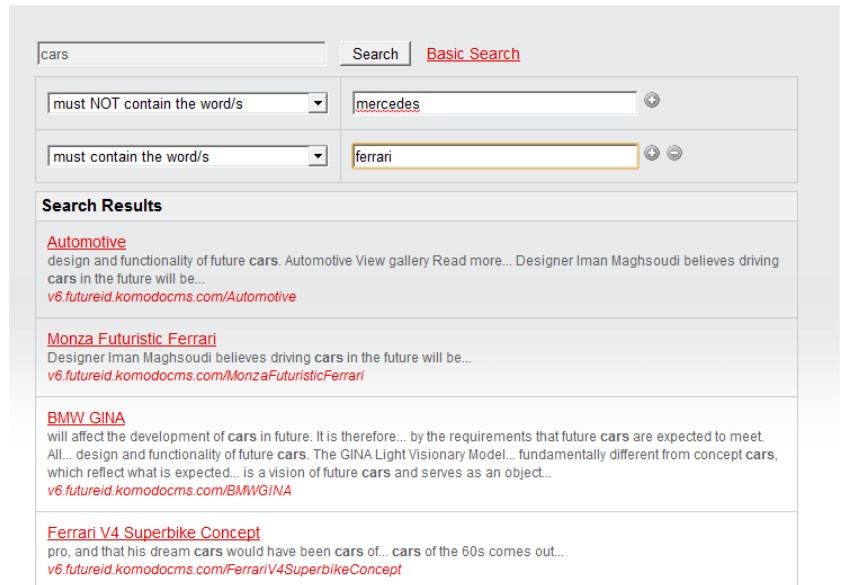 cars Search Basic Search
must NOT contain the word/s mercedes
must contain the word/s ferrari
Search Results
Automotive
design and functionality of future cars. Automotive View gallery Read more... Designer Iman Maghsoudi believes driving
cars in the future will be...
v6.futureid.komodocms.com/Automotive
Monza Futuristic Ferrari
Designer Iman Maghsoudi believes driving cars in the future will be...
v6.futureid.komodocms.com/MonzaFuturisticFerrari
BMW GINA
will affect the development of cars in future. It is therefore... by the requirements that future cars are expected to meet.
All... design and functionality of future cars. The GINA Light Visionary Model... fundamentally different from concept cars,
which reflect what is expected... is a vision of future cars and serves as an object...
v6.futureid.komodocms.com/BMWGINA
Ferrari V4 Superbike Concept
pro, and that his dream cars would have been cars of... cars of the 60s comes out...
v6.futureid.komodocms.com/FerrariV4SuperbikeConcept